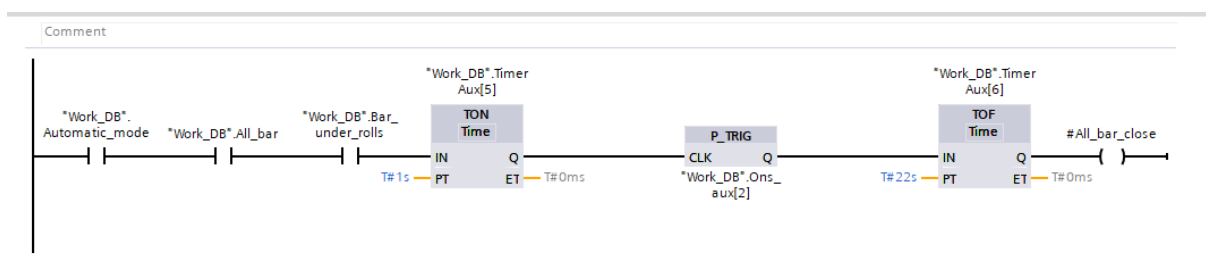 Comment
"Work_DB".Timer
Aux[5]
"Work_DB".Timer
Aux[6]
"Work_DB".
Automatic_mode
"Work_DB".All_bar
"Work_DB".Bar_
under_rolls
TON
Time
P_TRIG
TOF
Time
#All_bar_close
IN
Q
CLK
Q
IN
Q
T#1s
PT
ET
T#0ms
"Work_DB".Ons_
aux[2]
T#22s
PT
ET
T#0ms